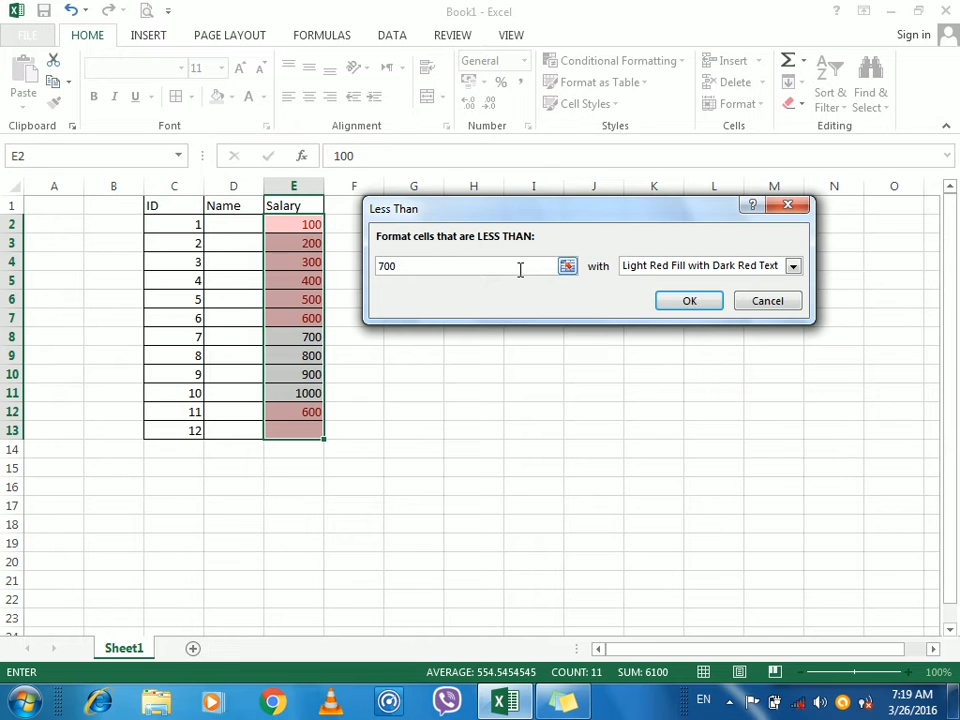 Book1 - Excel
FILE HOME INSERT PAGE LAYOUT FORMULAS DATA REVIEW VIEW Sign in
Paste
11
General
Conditional Formatting
Format as Table
Cell Styles
Insert
Delete
Format
Sort & Filter
Find & Select
Clipboard Font Alignment Number Styles Cells Editing
E2 100
A B C D E F G H I J K L M N O
1 ID Name Salary
2 1 100
3 2 200
4 3 300
5 4 400
6 5 500
7 6 600
8 7 700
9 8 800
10 9 900
11 10 1000
12 11 600
13 12
14
15
16
17
18
19
20
21
22
23
Less Than
Format cells that are LESS THAN:
700 with Light Red Fill with Dark Red Text
OK Cancel
Sheet1
ENTER AVERAGE: 554.5454545 COUNT: 11 SUM: 6100 100%
EN 7:19 AM
3/26/2016